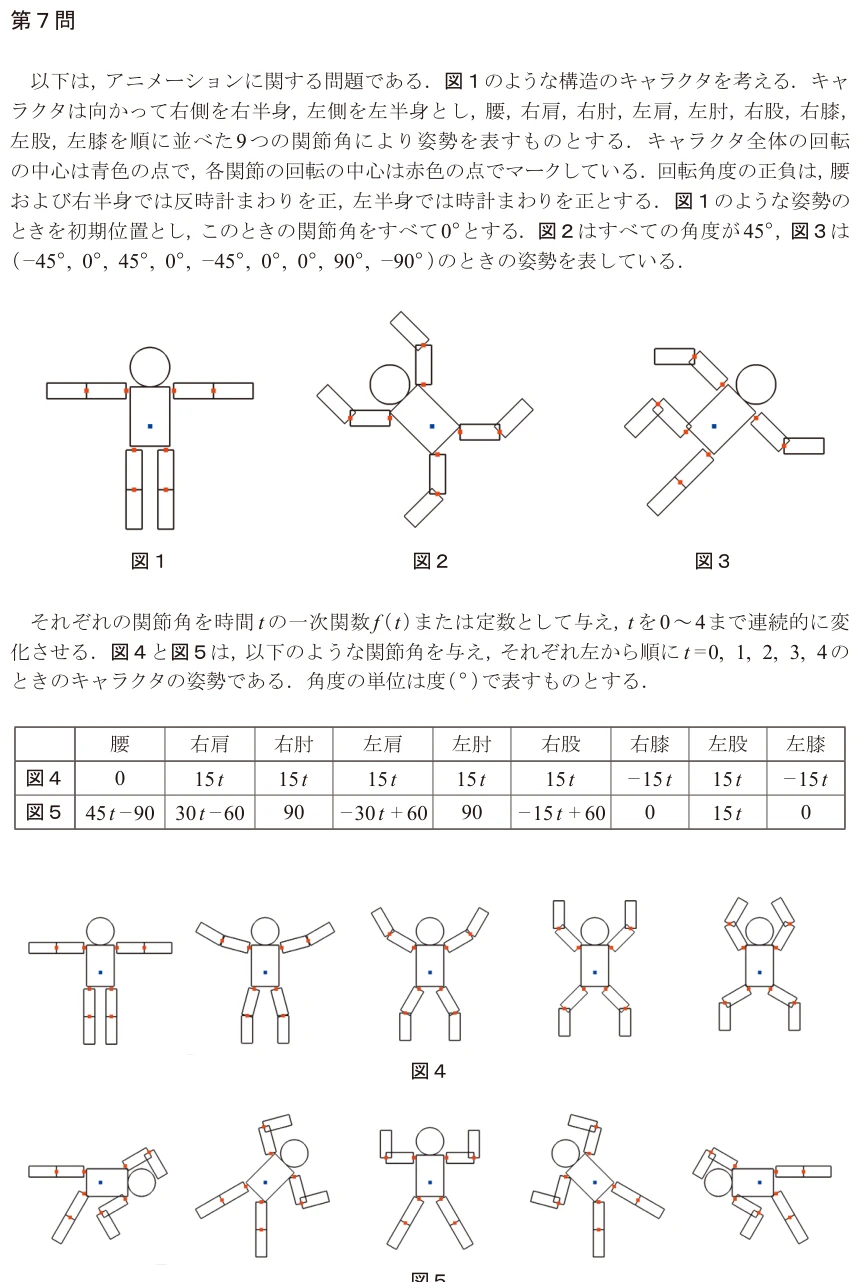 第7問
以下は，アニメーションに関する問題である．図1のような構造のキャラクタを考える．キャ
ラクタは向かって右側を右半身，左側を左半身とし，腰，右肩，右肘，左肩，左肘，右股，右膝，
左股，左膝を順に並べた9つの関節角により姿勢を表すものとする．キャラクタ全体の回転
の中心は青色の点で，各関節の回転の中心は赤色の点でマークしている．回転角度の正負は，腰
および右半身では反時計まわりを正，左半身では時計まわりを正とする．図1のような姿勢の
ときを初期位置とし，このときの関節角をすべて0°とする．図2はすべての角度が45°，図3は
（−45°，0°，45°，0°，−45°，0°，0°，90°，−90°）のときの姿勢を表している．
図1 図2 図3
それぞれの関節角を時間tの一次関数f(t)または定数として与え，tを0〜4まで連続的に変
化させる．図4と図5は，以下のような関節角を与え，それぞれ左から順にt=0，1，2，3，4の
ときのキャラクタの姿勢である．角度の単位は度(°)で表すものとする．
腰 右肩 右肘 左肩 左肘 右股 右膝 左股 左膝
図4 0 15t 15t 15t 15t 15t −15t 15t −15t
図5 45t−90 30t−60 90 −30t+60 90 −15t+60 0 15t 0
図4
図5